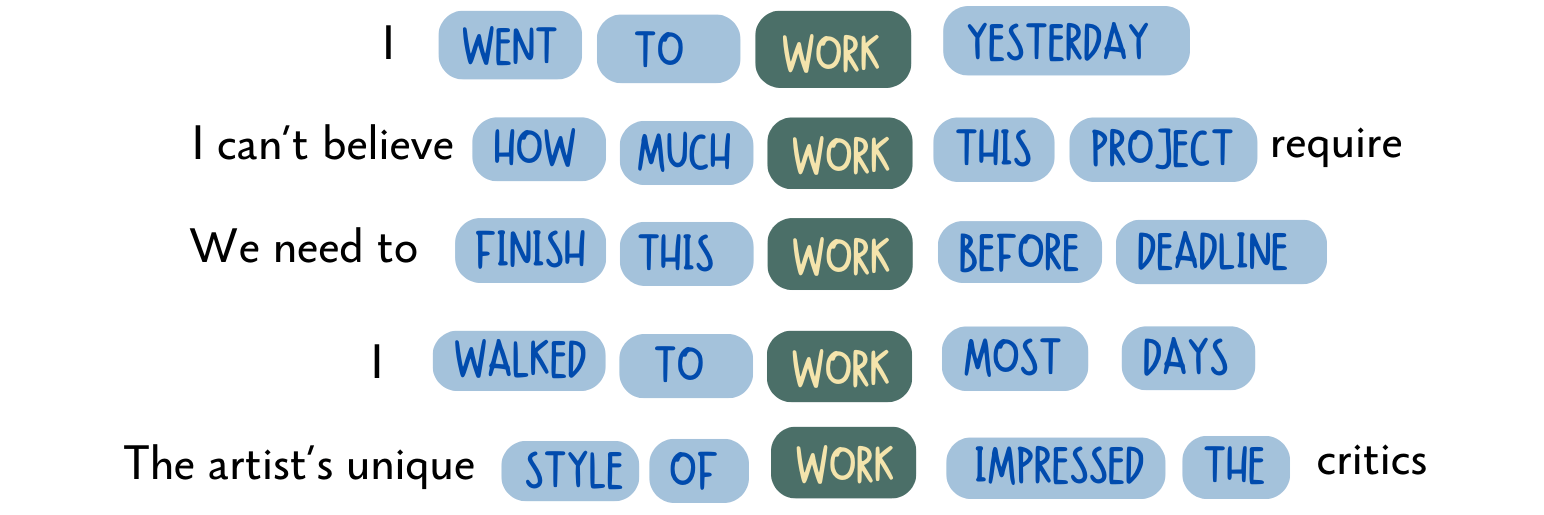 I WENT TO WORK YESTERDAY
I can't believe HOW MUCH WORK THIS PROJECT require
We need to FINISH THIS WORK BEFORE DEADLINE
I WALKED TO WORK MOST DAYS
The artist's unique STYLE OF WORK IMPRESSED THE critics